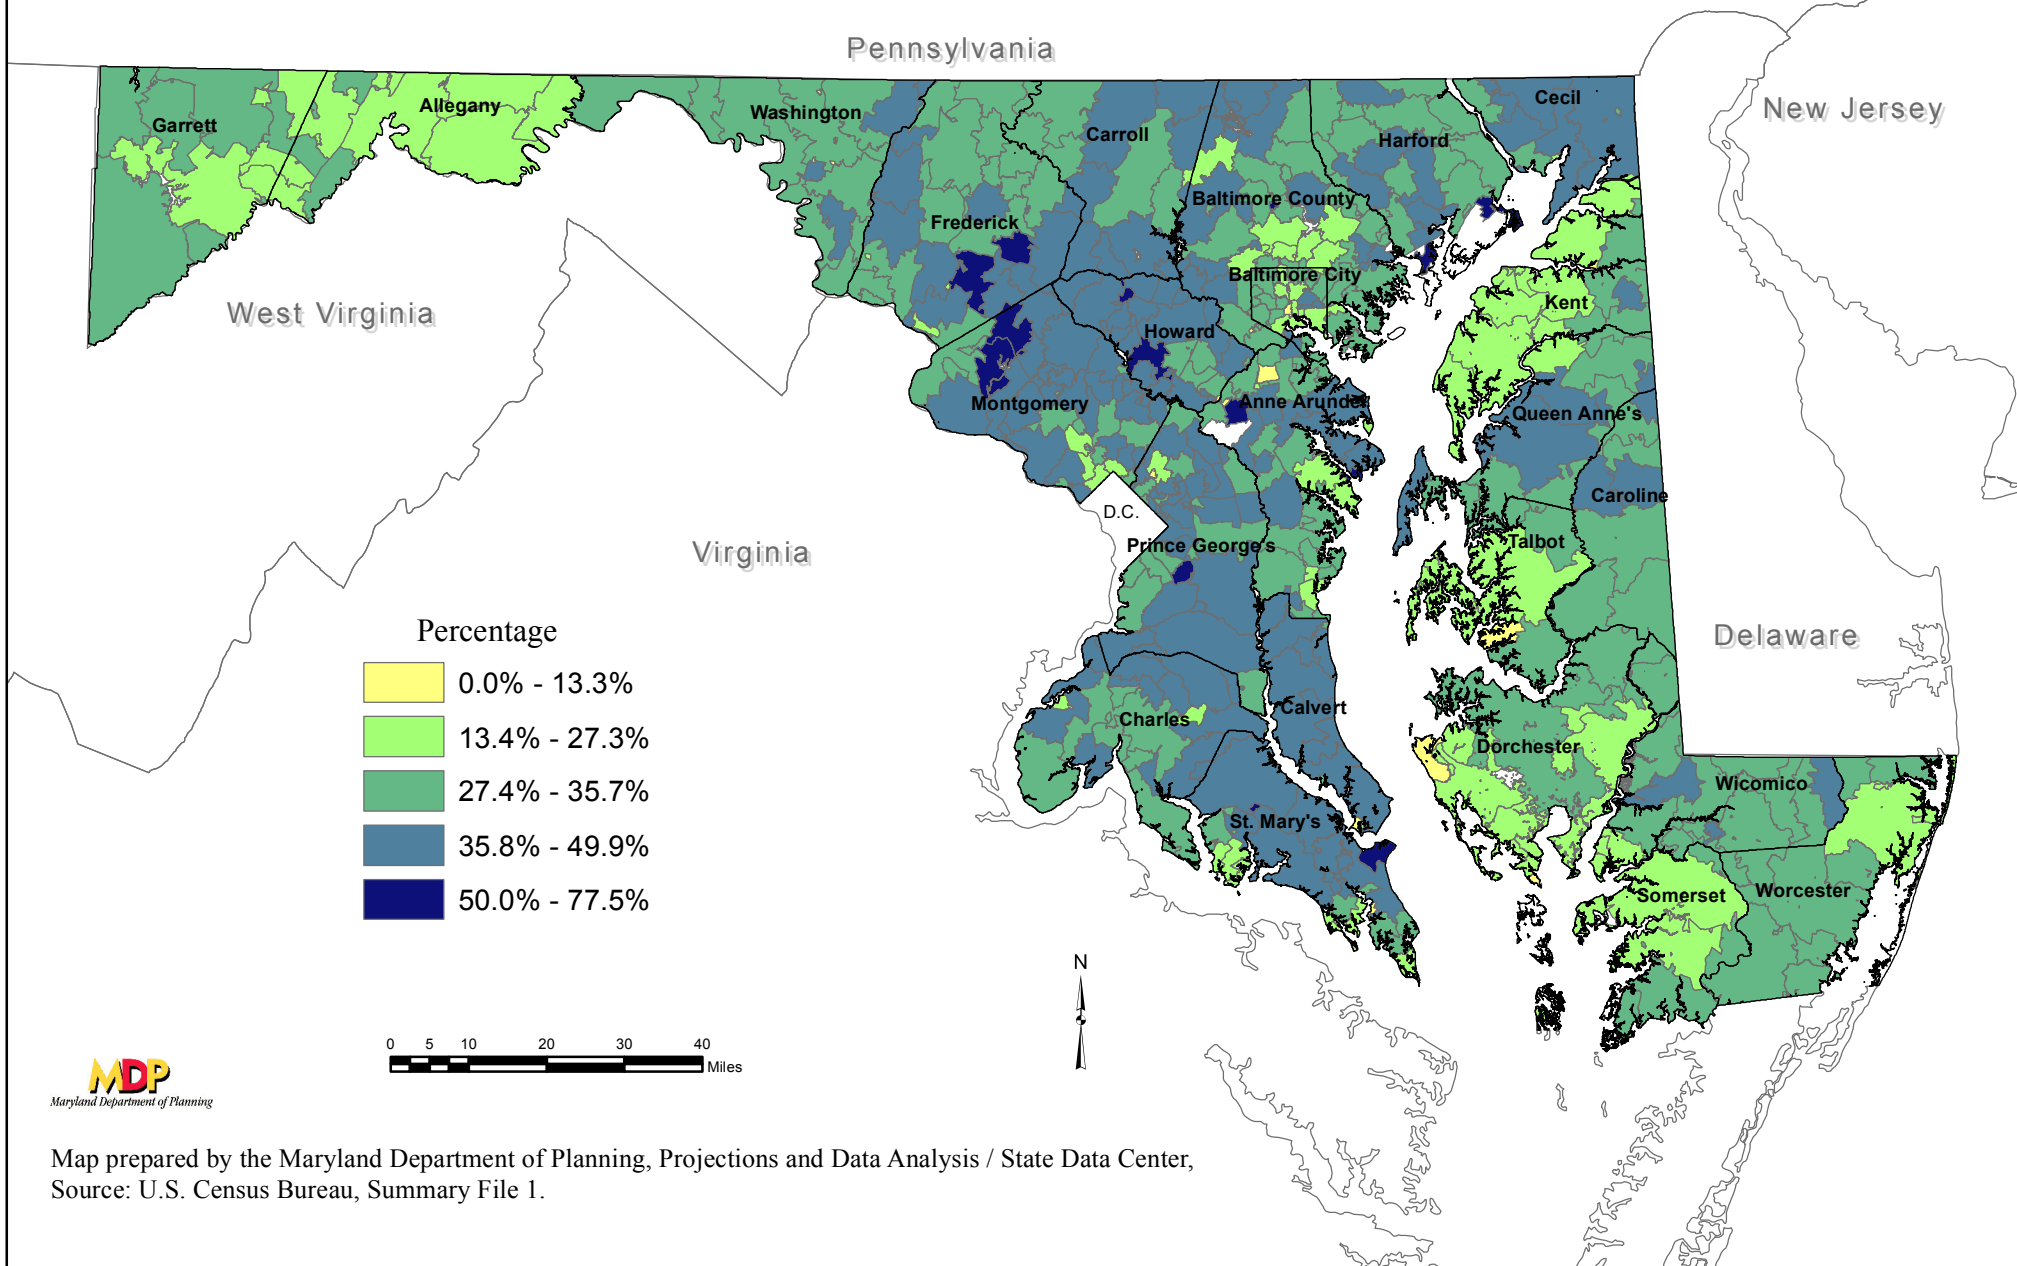 Pennsylvania
New Jersey
Cecil
Allegany
Washington
Garrett
Carroll
Harford
Baltimore County
Frederick
Baltimore City
West Virginia
Kent
Howard
Montgomery
Anne Arundel
Queen Anne's
Caroline
D.C.
Talbot
Prince George's
Virginia
Delaware
Percentage
0.0% - 13.3%
13.4% - 27.3%
27.4% - 35.7%
35.8% - 49.9%
50.0% - 77.5%
Calvert
Charles
Dorchester
Wicomico
St. Mary's
Somerset
Worcester
N
0 5 10 20 30 40
Miles
MDP
Maryland Department of Planning
Map prepared by the Maryland Department of Planning, Projections and Data Analysis / State Data Center,
Source: U.S. Census Bureau, Summary File 1.